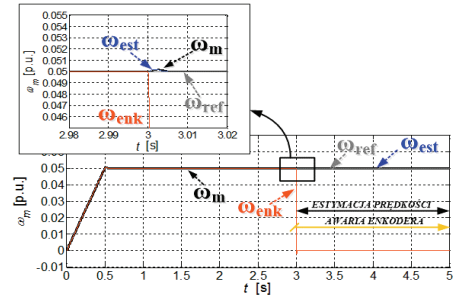 0.055
0.054
0.053
0.052
0.051
0.05
0.049
0.048
0.047
0.046
ω_m [p.u.]
ω_est
ω_m
ω_enk
ω_ref
2.98 2.99 3 3.01 3.02
t [s]
0.06
0.05
0.04
0.03
0.02
0.01
0
-0.01
ω_m [p.u.]
ω_m
ω_enk
ω_ref
ω_est
ESTYMACJA PRĘDKOŚCI
AWARIA ENKODERA
0 0.5 1 1.5 2 2.5 3 3.5 4 4.5 5
t [s]